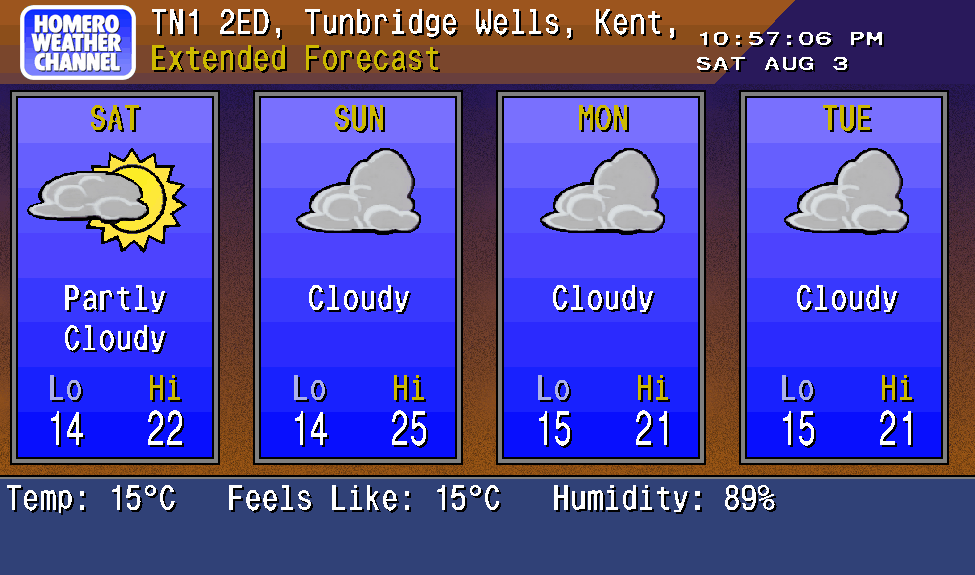 HOMERO
WEATHER
CHANNEL
TN1 2ED, Tunbridge Wells, Kent,
Extended Forecast
10:57:06 PM
SAT AUG 3
SAT
Partly
Cloudy
Lo Hi
14 22
SUN
Cloudy
Lo Hi
14 25
MON
Cloudy
Lo Hi
15 21
TUE
Cloudy
Lo Hi
15 21
Temp: 15°C Feels Like: 15°C Humidity: 89%